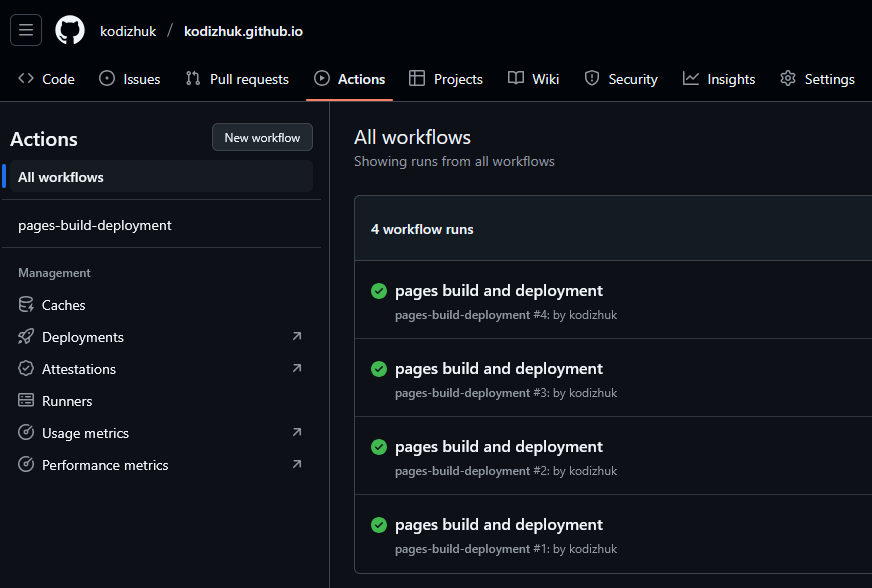 kodizhuk / kodizhuk.github.io
Code Issues Pull requests Actions Projects Wiki Security Insights Settings
Actions
New workflow
All workflows
pages-build-deployment
Management
Caches
Deployments
Attestations
Runners
Usage metrics
Performance metrics
All workflows
Showing runs from all workflows
4 workflow runs
pages build and deployment
pages-build-deployment #4: by kodizhuk
pages build and deployment
pages-build-deployment #3: by kodizhuk
pages build and deployment
pages-build-deployment #2: by kodizhuk
pages build and deployment
pages-build-deployment #1: by kodizhuk